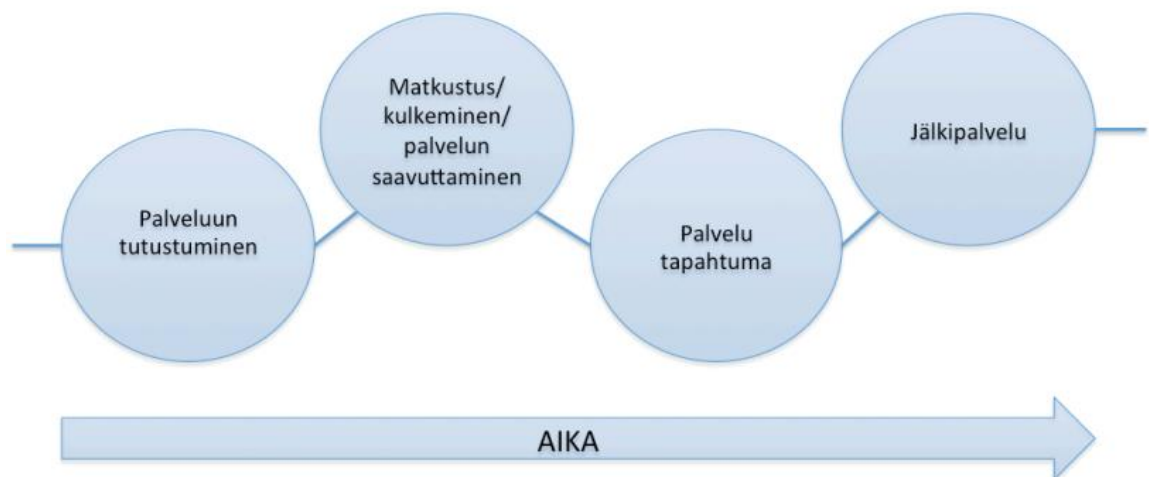 Palveluun
tutustuminen
Matkustus/
kulkeminen/
palvelun
saavuttaminen
Palvelu
tapahtuma
Jälkipalvelu
AIKA